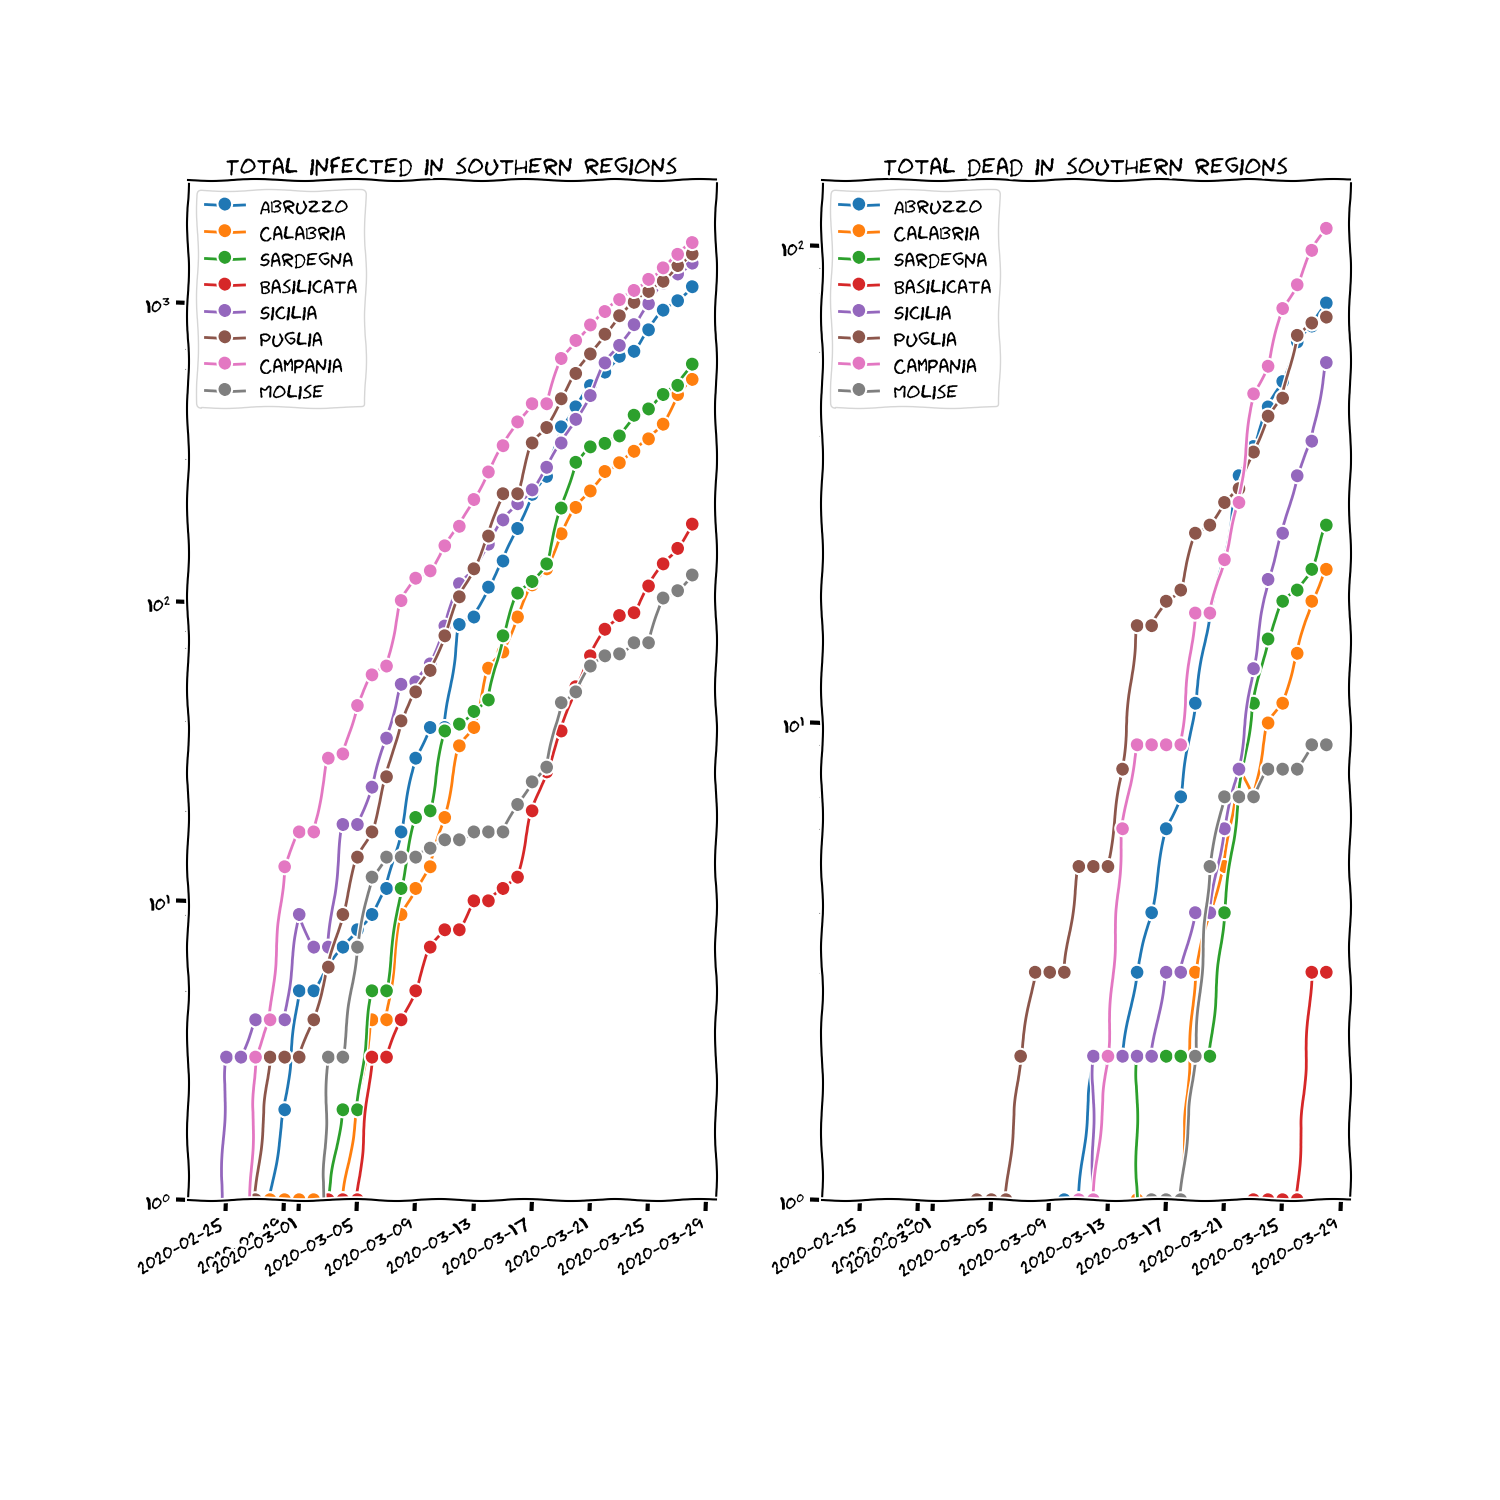 TOTAL INFECTED IN SOUTHERN REGIONS
ABRUZZO
CALABRIA
SARDEGNA
BASILICATA
SICILIA
PUGLIA
CAMPANIA
MOLISE
10³
10²
10¹
10⁰
2020-02-25
2020-03-01
2020-03-05
2020-03-09
2020-03-13
2020-03-17
2020-03-21
2020-03-25
2020-03-29
TOTAL DEAD IN SOUTHERN REGIONS
ABRUZZO
CALABRIA
SARDEGNA
BASILICATA
SICILIA
PUGLIA
CAMPANIA
MOLISE
10²
10¹
10⁰
2020-02-25
2020-03-01
2020-03-05
2020-03-09
2020-03-13
2020-03-17
2020-03-21
2020-03-25
2020-03-29